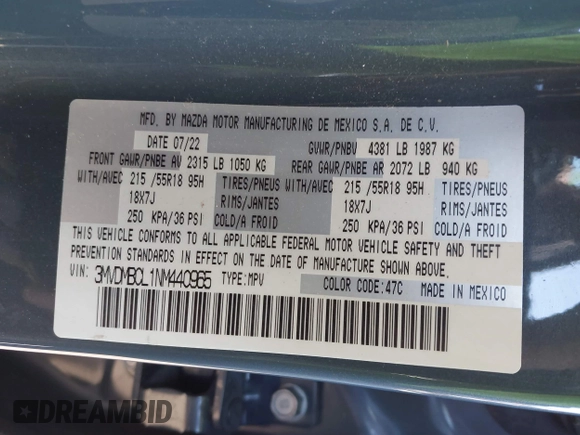 MFD. BY MAZDA MOTOR MANUFACTURING DE MEXICO S.A. DE C.V.
DATE 07/22 GVWR/PNBV 4381 LB 1987 KG
FRONT GAWR/PNBE AV 2315 LB 1050 KG REAR GAWR/PNBE AR 2072 LB 940 KG
WITH/AVEC 215 /55R18 95H TIRES/PNEUS WITH/AVEC 215 /55R18 95H TIRES/PNEUS
18X7J RIMS/JANTES 18X7J RIMS/JANTES
250 KPA/36 PSI COLD/A FROID 250 KPA/36 PSI COLD/A FROID
THIS VEHICLE CONFORMS TO ALL APPLICABLE FEDERAL MOTOR VEHICLE SAFETY AND THEFT
PREVENTION STANDARDS IN EFFECT ON THE DATE OF MANUFACTURE SHOWN ABOVE.
VIN: 3MVDMBCL1NM440965 TYPE: MPV COLOR CODE: 47C MADE IN MEXICO
DREAMBID